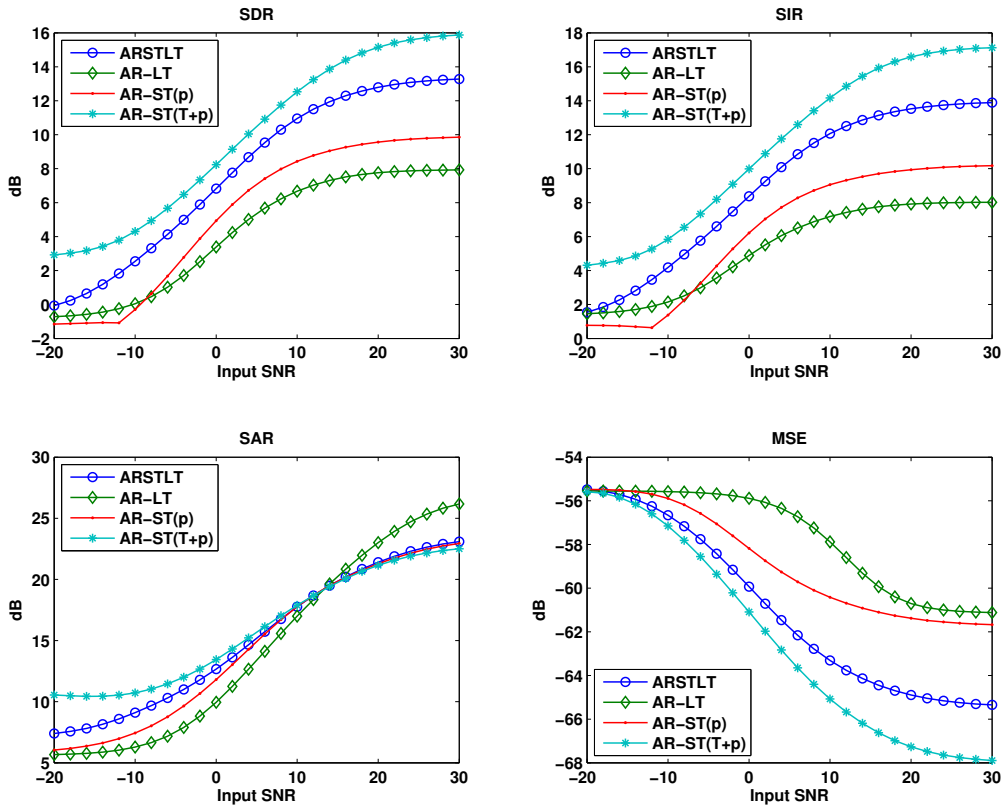 SDR
16
14
12
10
8
6
4
2
0
−2
dB
ARSTLT
AR−LT
AR−ST(p)
AR−ST(T+p)
−20
−10
0
10
20
30
Input SNR
SIR
18
16
14
12
10
8
6
4
2
0
dB
ARSTLT
AR−LT
AR−ST(p)
AR−ST(T+p)
−20
−10
0
10
20
30
Input SNR
SAR
30
25
20
15
10
5
dB
ARSTLT
AR−LT
AR−ST(p)
AR−ST(T+p)
−20
−10
0
10
20
30
Input SNR
MSE
−54
−56
−58
−60
−62
−64
−66
−68
dB
ARSTLT
AR−LT
AR−ST(p)
AR−ST(T+p)
−20
−10
0
10
20
30
Input SNR